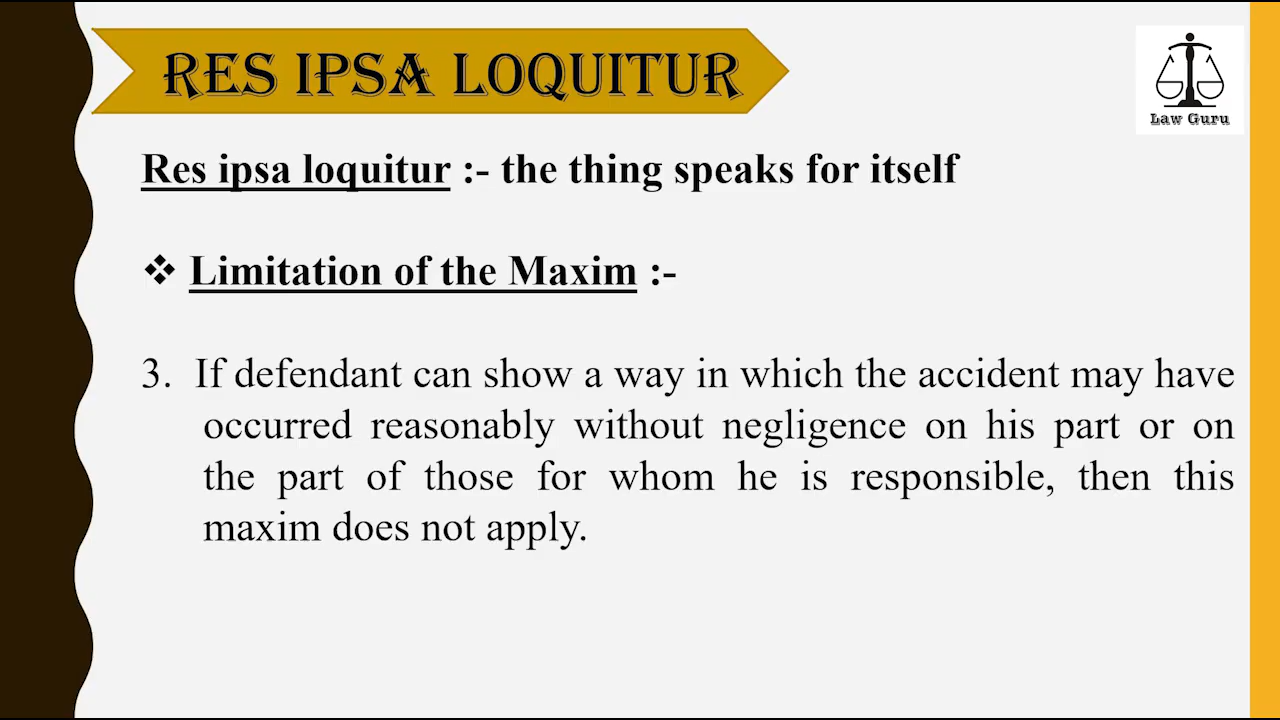 RES IPSA LOQUITUR
Law Guru
Res ipsa loquitur :- the thing speaks for itself
❖ Limitation of the Maxim :-
3. If defendant can show a way in which the accident may have
occurred reasonably without negligence on his part or on
the part of those for whom he is responsible, then this
maxim does not apply.